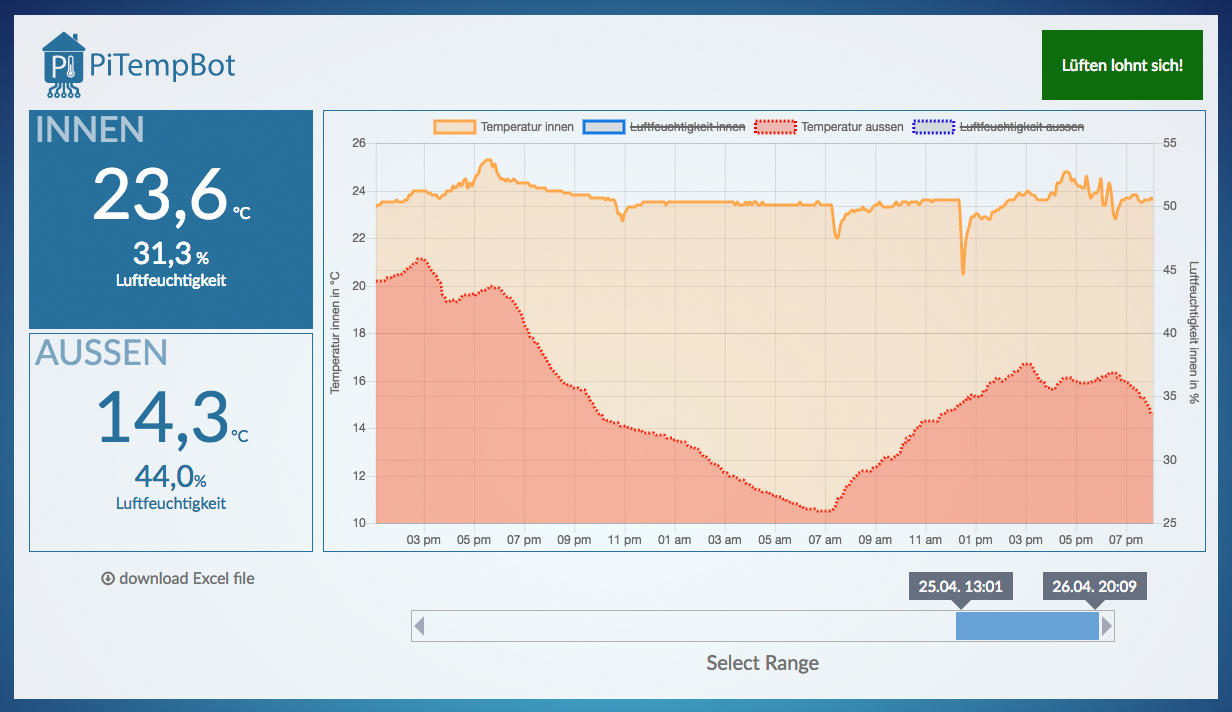 PiTempBot
PI
Lüften lohnt sich!
INNEN
23,6 °C
31,3 %
Luftfeuchtigkeit
AUSSEN
14,3 °C
44,0%
Luftfeuchtigkeit
download Excel file
Temperatur innen Luftfeuchtigkeit innen Temperatur aussen Luftfeuchtigkeit aussen
Temperatur innen in °C
26
24
22
20
18
16
14
12
10
55
50
45
40
35
30
25
Luftfeuchtigkeit innen in %
03 pm 05 pm 07 pm 09 pm 11 pm 01 am 03 am 05 am 07 am 09 am 11 am 01 pm 03 pm 05 pm 07 pm
25.04. 13:01 26.04. 20:09
Select Range